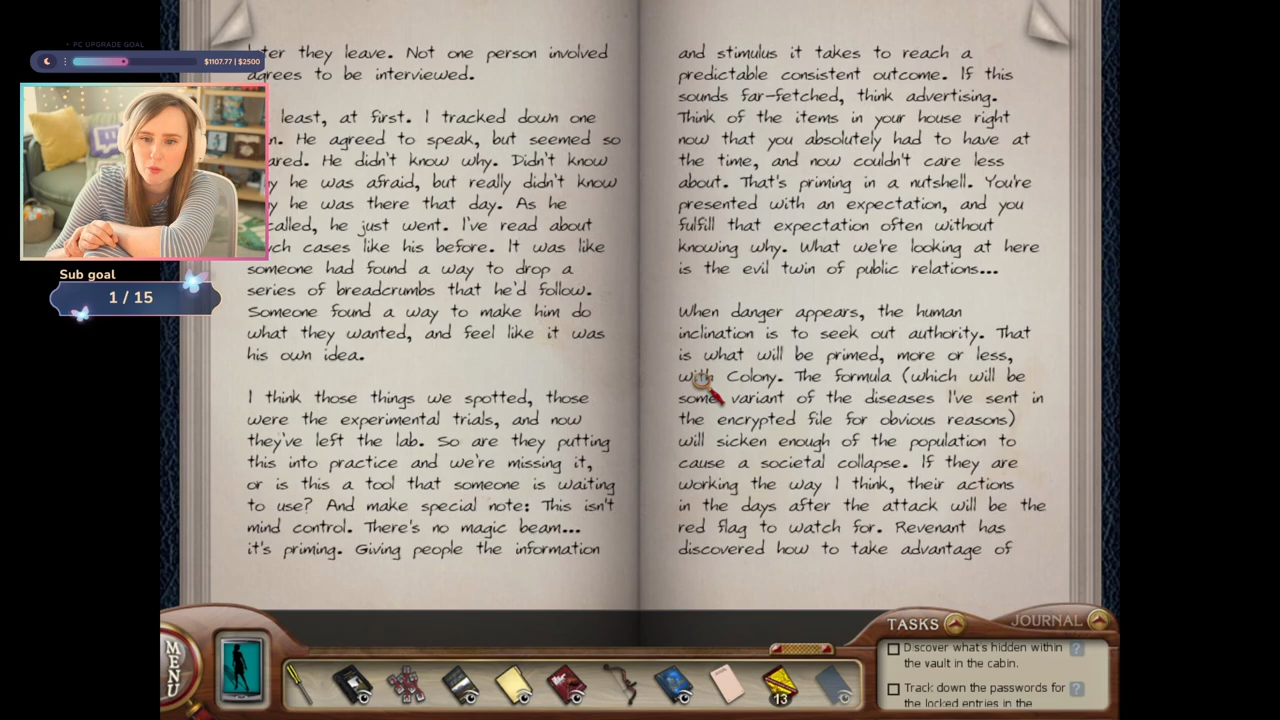 PC UPGRADE GOAL
$1107.77 | $2500
Sub goal
1 / 15
later they leave. Not one person involved
agrees to be interviewed.
least, at first. I tracked down one
He agreed to speak, but seemed so
He didn't know why. Didn't know
he was afraid, but really didn't know
he was there that day. As he
called, he just went. I've read about
such cases like his before. It was like
someone had found a way to drop a
series of breadcrumbs that he'd follow.
Someone found a way to make him do
what they wanted, and feel like it was
his own idea.
I think those things we spotted, those
were the experimental trials, and now
they've left the lab. So are they putting
this into practice and we're missing it,
or is this a tool that someone is waiting
to use? And make special note: This isn't
mind control. There's no magic beam...
it's priming. Giving people the information
and stimulus it takes to reach a
predictable consistent outcome. If this
sounds far-fetched, think advertising.
Think of the items in your house right
now that you absolutely had to have at
the time, and now couldn't care less
about. That's priming in a nutshell. You're
presented with an expectation, and you
fulfill that expectation often without
knowing why. What we're looking at here
is the evil twin of public relations...
When danger appears, the human
inclination is to seek out authority. That
is what will be primed, more or less,
with Colony. The formula (which will be
some variant of the diseases I've sent in
the encrypted file for obvious reasons)
will sicken enough of the population to
cause a societal collapse. If they are
working the way I think, their actions
in the days after the attack will be the
red flag to watch for. Revenant has
discovered how to take advantage of
MENU
13
TASKS
JOURNAL
Discover what's hidden within ?
the vault in the cabin.
Track down the passwords for ?
the locked entries in the